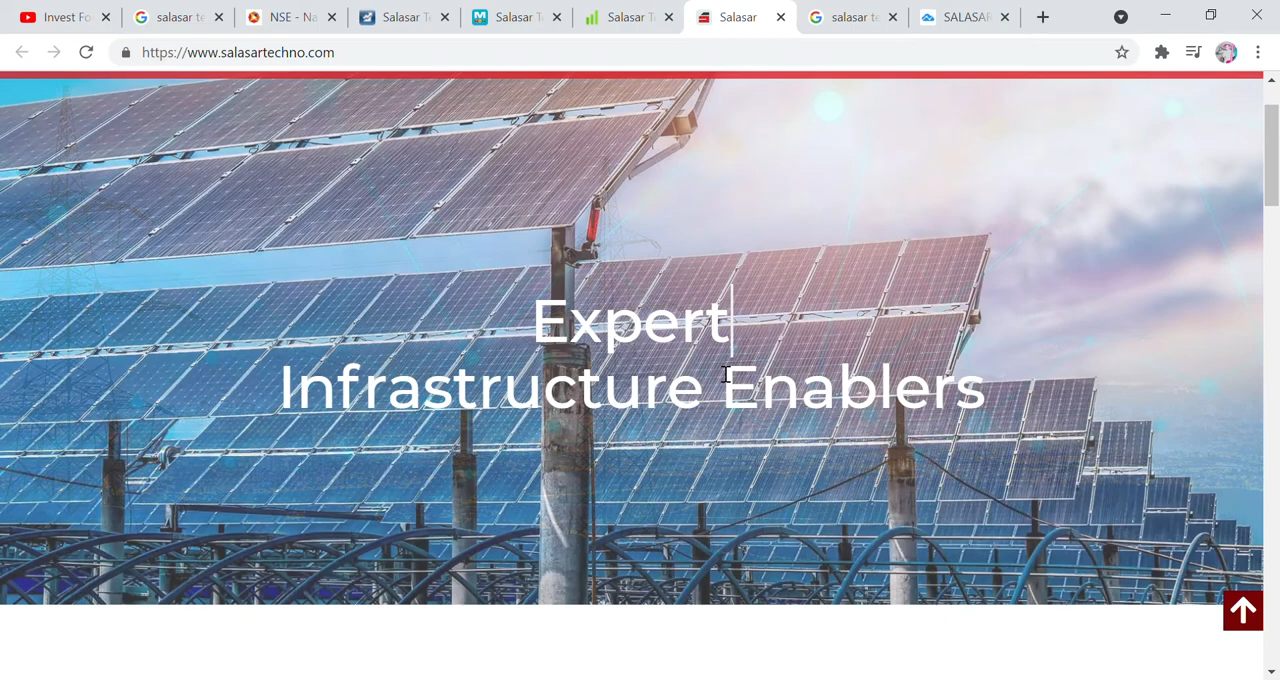 Invest Fo
salasar te
NSE - Na
Salasar Te
Salasar T
Salasar Te
Salasar
salasar te
SALASAR
https://www.salasartechno.com
Expert
Infrastructure Enablers